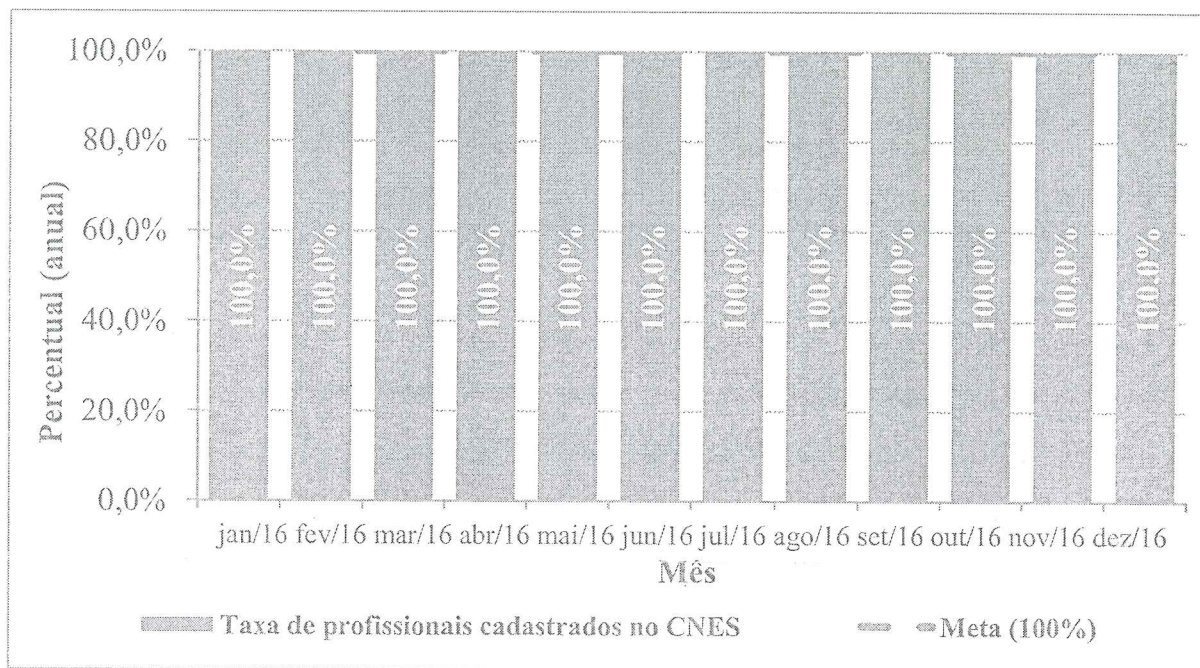 100,0%
80,0%
60,0%
40,0%
20,0%
0,0%
Percentual (anual)
100,0% 100,0% 100,0% 100,0% 100,0% 100,0% 100,0% 100,0% 100,0% 100,0% 100,0% 100,0%
jan/16 fev/16 mar/16 abr/16 mai/16 jun/16 jul/16 ago/16 set/16 out/16 nov/16 dez/16
Mês
Taxa de profissionais cadastrados no CNES Meta (100%)